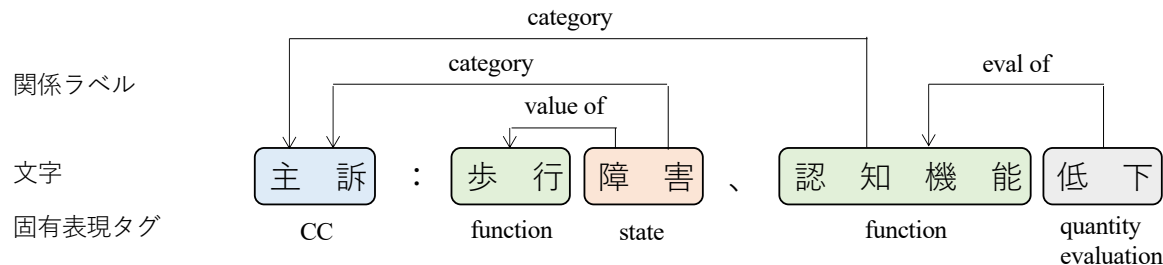 category
関係ラベル
category
eval of
value of
文字
主 訴 ： 歩 行 障 害 、 認 知 機 能 低 下
固有表現タグ
CC function state function quantity
evaluation